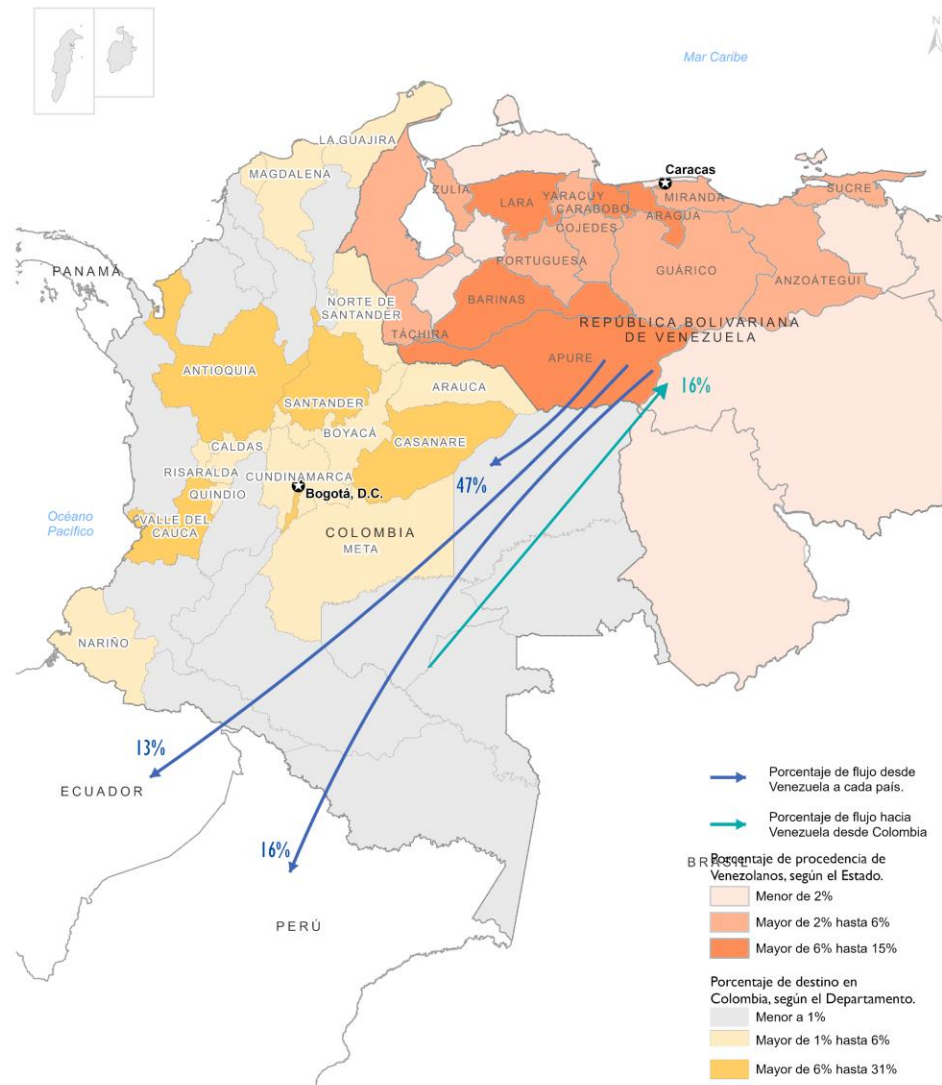 N
Mar Caribe
LA GUAJIRA
MAGDALENA
Caracas
ZULIA
LARA
YARACUY
CARABOBO
MIRANDA
SUCRE
ARAGUA
COJEDES
PORTUGUESA
GUÁRICO
ANZOÁTEGUI
PANAMÁ
NORTE DE
SANTANDER
BARINAS
REPÚBLICA BOLIVARIANA
DE VENEZUELA
TÁCHIRA
APURE
ANTIOQUIA
SANTANDER
ARAUCA
16%
BOYACÁ
CALDAS
CASANARE
RISARALDA
CUNDINAMARCA
47%
QUINDIO
Bogotá, D.C.
Océano
Pacífico
VALLE DEL
CAUCA
COLOMBIA
META
NARIÑO
13%
ECUADOR
16%
PERÚ
BRASIL
Porcentaje de flujo desde
Venezuela a cada país.
Porcentaje de flujo hacia
Venezuela desde Colombia
Porcentaje de procedencia de
Venezolanos, según el Estado.
Menor de 2%
Mayor de 2% hasta 6%
Mayor de 6% hasta 15%
Porcentaje de destino en
Colombia, según el Departamento.
Menor a 1%
Mayor de 1% hasta 6%
Mayor de 6% hasta 31%